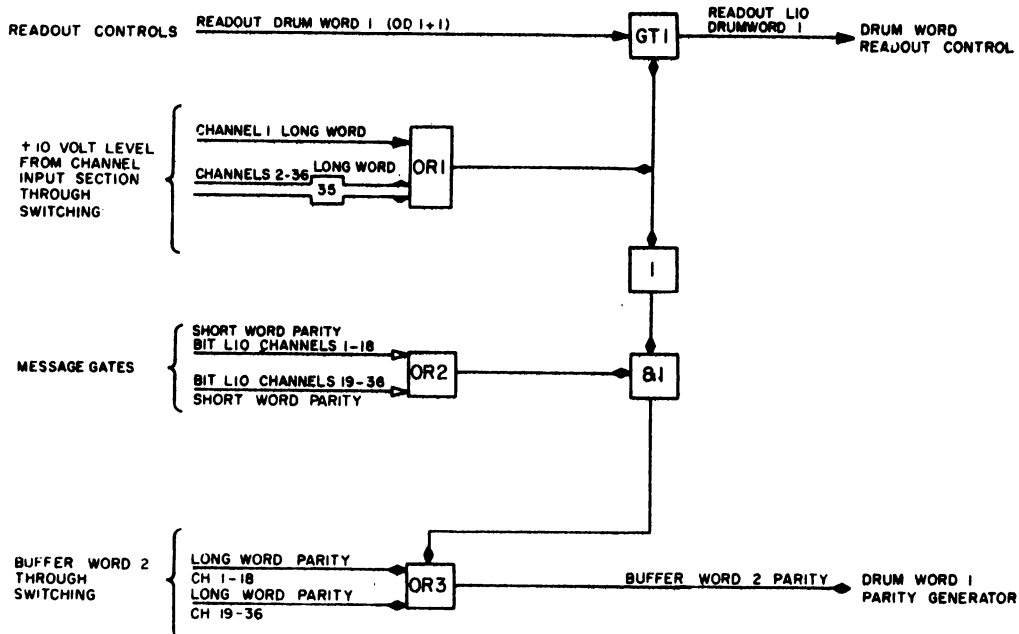 READOUT CONTROLS
READOUT DRUM WORD 1 (OD 1+1)
GT1
READOUT L10
DRUMWORD 1
DRUM WORD
READOUT CONTROL
+10 VOLT LEVEL
FROM CHANNEL
INPUT SECTION
THROUGH
SWITCHING
CHANNEL 1 LONG WORD
CHANNELS 2-36
LONG WORD
35
OR1
I
MESSAGE GATES
SHORT WORD PARITY
BIT L10 CHANNELS 1-18
BIT L10 CHANNELS 19-36
SHORT WORD PARITY
OR2
&1
BUFFER WORD 2
THROUGH
SWITCHING
LONG WORD PARITY
CH 1-18
LONG WORD PARITY
CH 19-36
OR3
BUFFER WORD 2 PARITY
DRUM WORD 1
PARITY GENERATOR